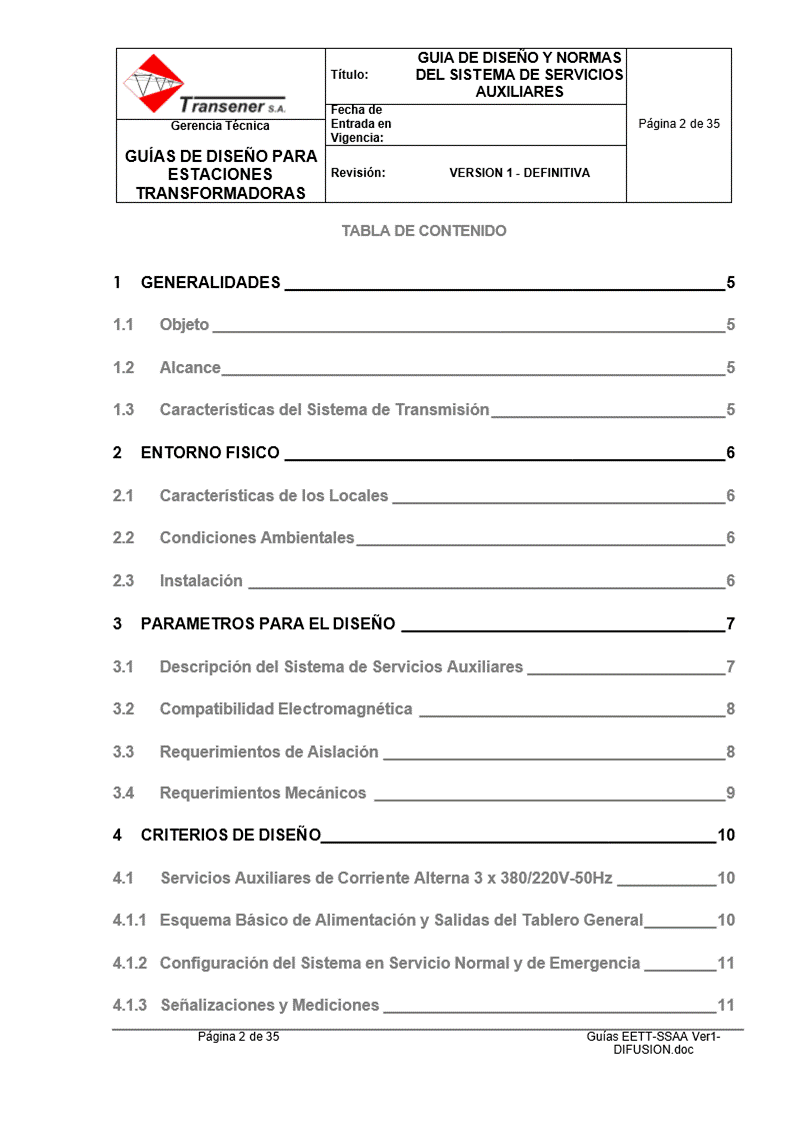 Transener S.A.
Gerencia Técnica
GUÍAS DE DISEÑO PARA
ESTACIONES
TRANSFORMADORAS
Título:
GUIA DE DISEÑO Y NORMAS
DEL SISTEMA DE SERVICIOS
AUXILIARES
Fecha de
Entrada en
Vigencia:
Revisión:
VERSION 1 - DEFINITIVA
Página 2 de 35
TABLA DE CONTENIDO
1 GENERALIDADES 5
1.1 Objeto 5
1.2 Alcance 5
1.3 Características del Sistema de Transmisión 5
2 ENTORNO FISICO 6
2.1 Características de los Locales 6
2.2 Condiciones Ambientales 6
2.3 Instalación 6
3 PARAMETROS PARA EL DISEÑO 7
3.1 Descripción del Sistema de Servicios Auxiliares 7
3.2 Compatibilidad Electromagnética 8
3.3 Requerimientos de Aislación 8
3.4 Requerimientos Mecánicos 9
4 CRITERIOS DE DISEÑO 10
4.1 Servicios Auxiliares de Corriente Alterna 3 x 380/220V-50Hz 10
4.1.1 Esquema Básico de Alimentación y Salidas del Tablero General 10
4.1.2 Configuración del Sistema en Servicio Normal y de Emergencia 11
4.1.3 Señalizaciones y Mediciones 11
Página 2 de 35
Guías EETT-SSAA Ver1-
DIFUSION.doc